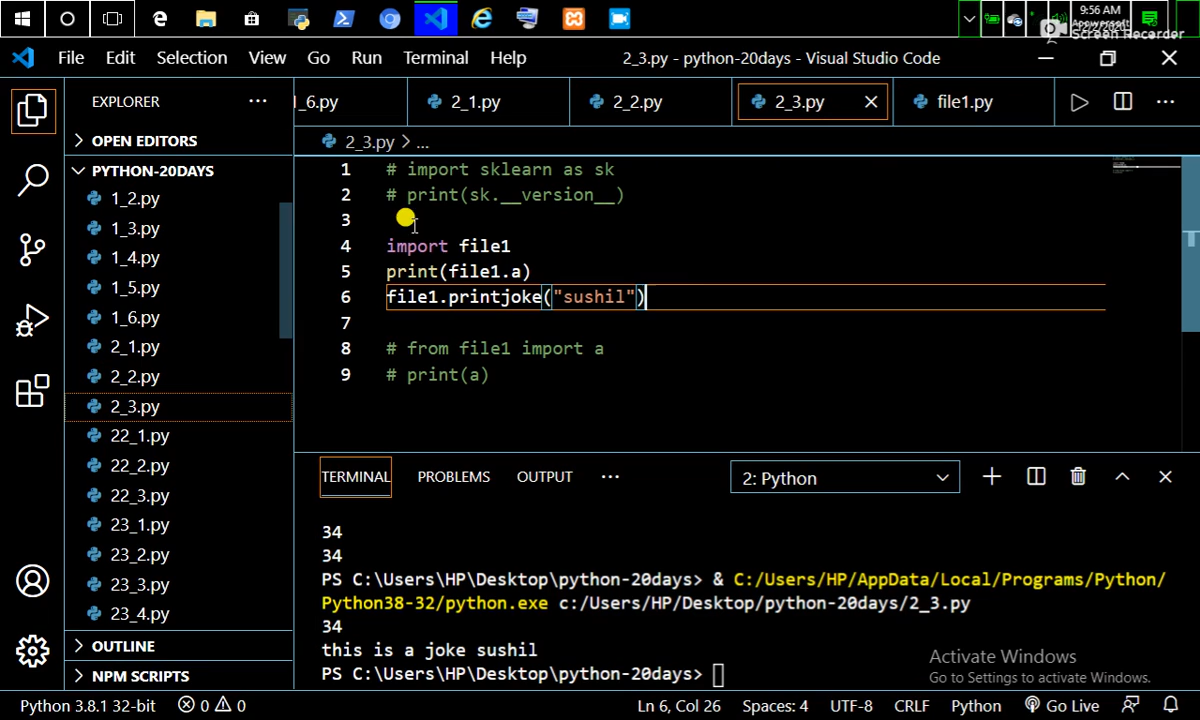 9:56 AM
Apowersoft
Screen Recorder
File Edit Selection View Go Run Terminal Help
2_3.py - python-20days - Visual Studio Code
EXPLORER
1_6.py 2_1.py 2_2.py 2_3.py file1.py
OPEN EDITORS
2_3.py > ...
PYTHON-20DAYS
1_2.py
1_3.py
1_4.py
1_5.py
1_6.py
2_1.py
2_2.py
2_3.py
22_1.py
22_2.py
22_3.py
23_1.py
23_2.py
23_3.py
23_4.py
OUTLINE
NPM SCRIPTS
1 # import sklearn as sk
2 # print(sk.__version__)
3
4 import file1
5 print(file1.a)
6 file1.printjoke("sushil")
7
8 # from file1 import a
9 # print(a)
TERMINAL PROBLEMS OUTPUT ... 2: Python
34
34
PS C:\Users\HP\Desktop\python-20days> & C:/Users/HP/AppData/Local/Programs/Python/
Python38-32/python.exe c:/Users/HP/Desktop/python-20days/2_3.py
34
this is a joke sushil
PS C:\Users\HP\Desktop\python-20days>
Activate Windows
Go to Settings to activate Windows.
Python 3.8.1 32-bit 0 0 Ln 6, Col 26 Spaces: 4 UTF-8 CRLF Python Go Live